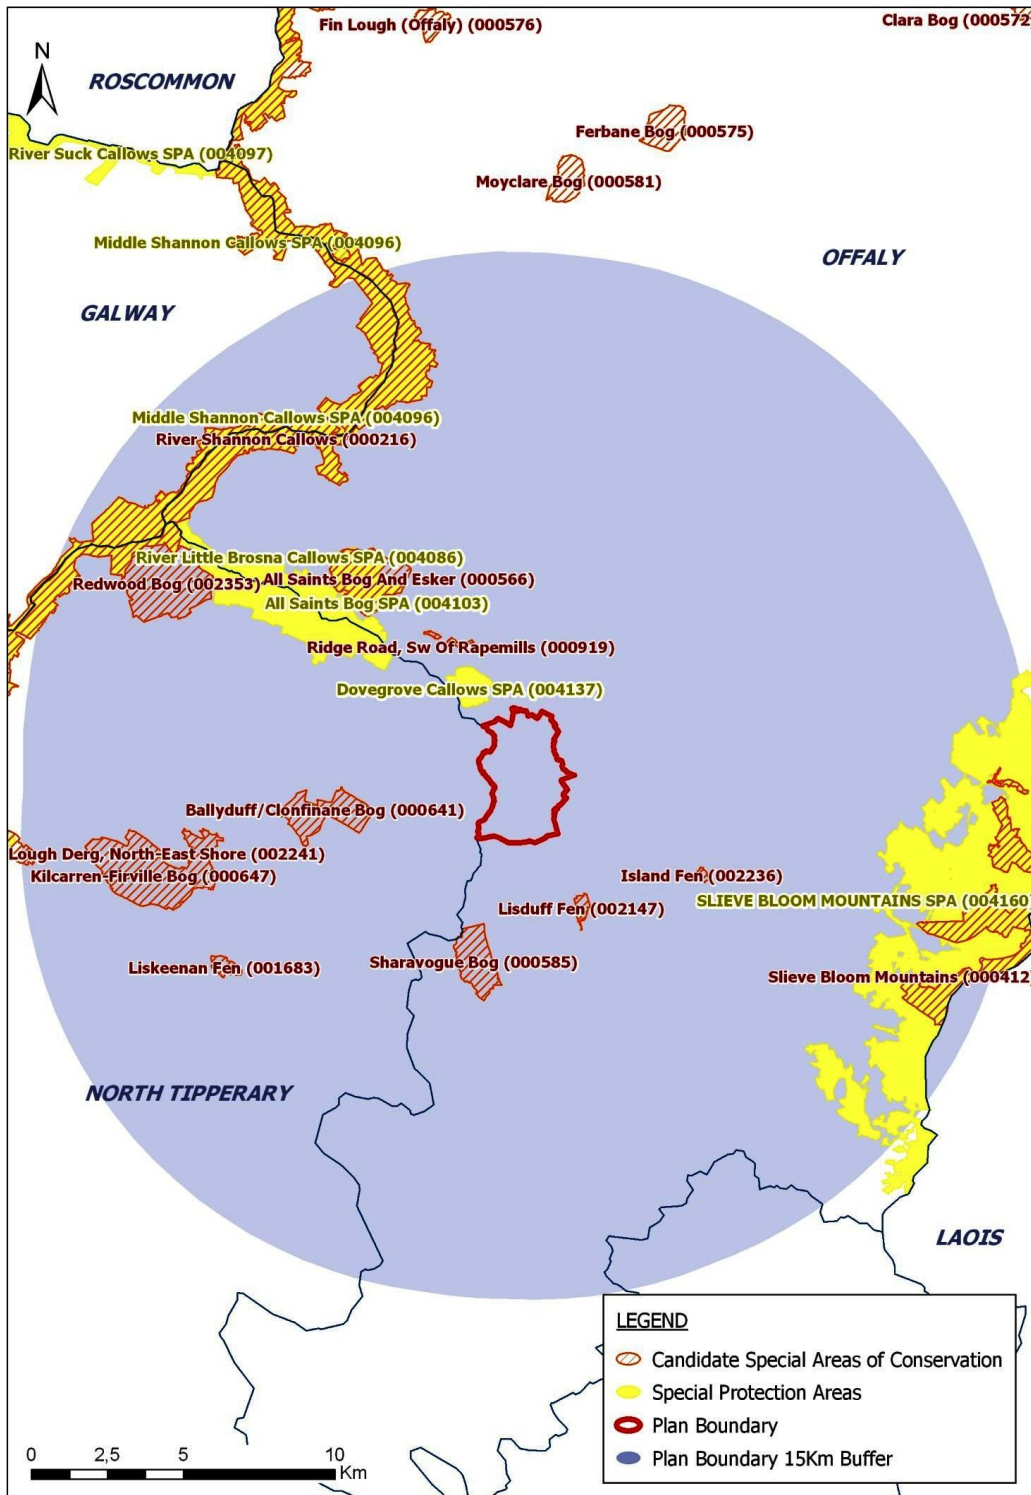 Fin Lough (Offaly) (000576)
Clara Bog (000572
N
ROSCOMMON
Ferbane Bog (000575)
River Suck Callows SPA (004097)
Moyclare Bog (000581)
Middle Shannon Callows SPA (004096)
OFFALY
GALWAY
Middle Shannon Callows SPA (004096)
River Shannon Callows (000216)
River Little Brosna Callows SPA (004086)
Redwood Bog (002353)
All Saints Bog And Esker (000566)
All Saints Bog SPA (004103)
Ridge Road, Sw Of Rapemills (000919)
Dovegrove Callows SPA (004137)
Ballyduff/Clonfinane Bog (000641)
Lough Derg, North-East Shore (002241)
Kilcarren-Firville Bog (000647)
Island Fen (002236)
SLIEVE BLOOM MOUNTAINS SPA (004160)
Lisduff Fen (002147)
Liskeenan Fen (001683)
Sharavogue Bog (000585)
Slieve Bloom Mountains (000412)
NORTH TIPPERARY
LAOIS
LEGEND
Candidate Special Areas of Conservation
Special Protection Areas
Plan Boundary
Plan Boundary 15Km Buffer
0 2,5 5 10
Km